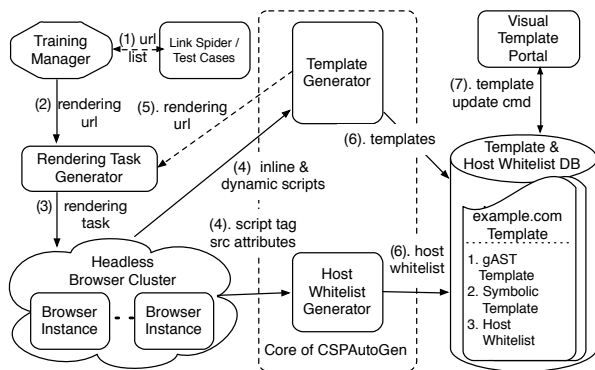 Training
Manager
(1) url
list
Link Spider /
Test Cases
Template
Generator
Visual
Template
Portal
(2) rendering
url
(5). rendering
url
(7). template
update cmd
(6). templates
Rendering Task
Generator
(4) inline &
dynamic scripts
Template &
Host Whitelist DB
(3) rendering
task
(4). script tag
src attributes
example.com
Template
Headless
Browser Cluster
(6). host
whitelist
Host
Whitelist
Generator
1. gAST
Template
2. Symbolic
Template
3. Host
Whitelist
Browser
Instance
Browser
Instance
Core of CSPAutoGen